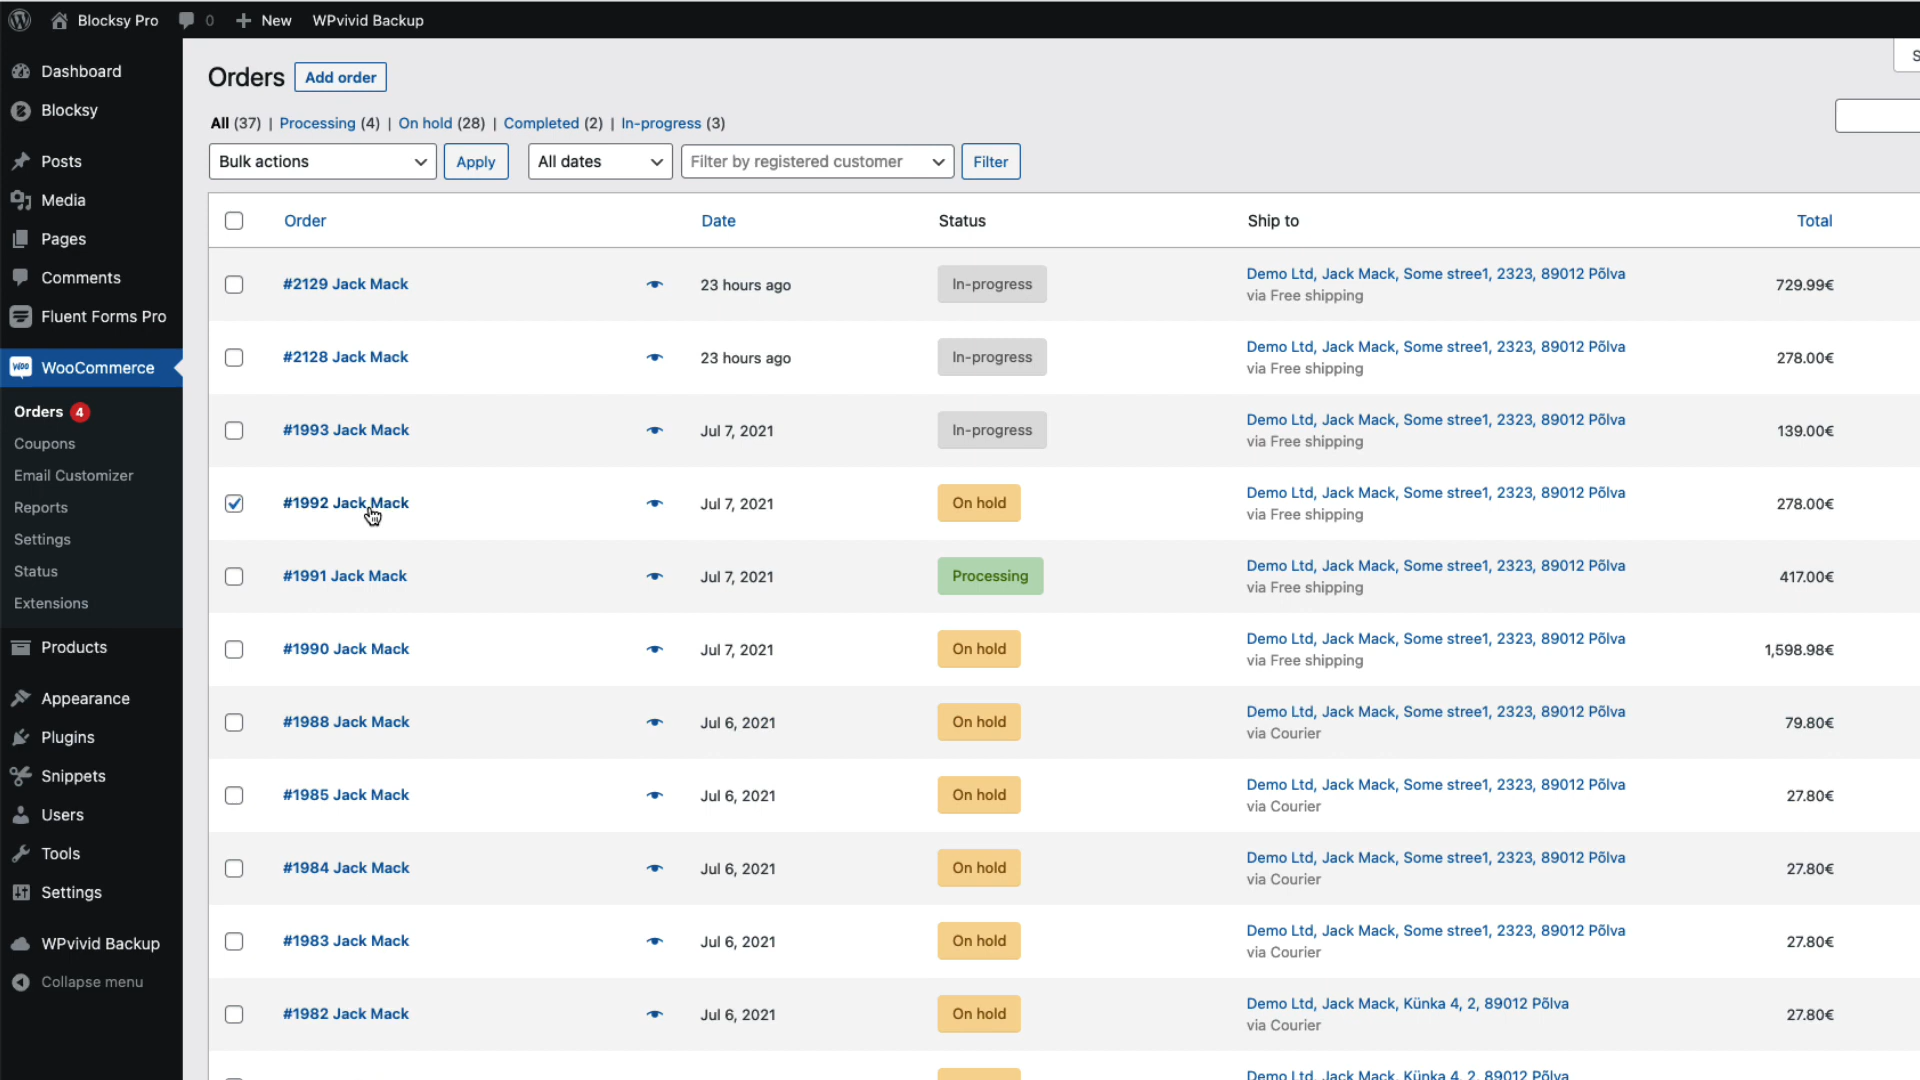 Blocksy Pro 0 New WPvivid Backup
Dashboard
Blocksy
Posts
Media
Pages
Comments
Fluent Forms Pro
WooCommerce
Orders 4
Coupons
Email Customizer
Reports
Settings
Status
Extensions
Products
Appearance
Plugins
Snippets
Users
Tools
Settings
WPvivid Backup
Collapse menu
Orders Add order
All (37) | Processing (4) | On hold (28) | Completed (2) | In-progress (3)
Bulk actions Apply All dates Filter by registered customer Filter
Order Date Status Ship to Total
#2129 Jack Mack 23 hours ago In-progress Demo Ltd, Jack Mack, Some stree1, 2323, 89012 Põlva 729.99€
via Free shipping
#2128 Jack Mack 23 hours ago In-progress Demo Ltd, Jack Mack, Some stree1, 2323, 89012 Põlva 278.00€
via Free shipping
#1993 Jack Mack Jul 7, 2021 In-progress Demo Ltd, Jack Mack, Some stree1, 2323, 89012 Põlva 139.00€
via Free shipping
#1992 Jack Mack Jul 7, 2021 On hold Demo Ltd, Jack Mack, Some stree1, 2323, 89012 Põlva 278.00€
via Free shipping
#1991 Jack Mack Jul 7, 2021 Processing Demo Ltd, Jack Mack, Some stree1, 2323, 89012 Põlva 417.00€
via Free shipping
#1990 Jack Mack Jul 7, 2021 On hold Demo Ltd, Jack Mack, Some stree1, 2323, 89012 Põlva 1,598.98€
via Free shipping
#1988 Jack Mack Jul 6, 2021 On hold Demo Ltd, Jack Mack, Some stree1, 2323, 89012 Põlva 79.80€
via Courier
#1985 Jack Mack Jul 6, 2021 On hold Demo Ltd, Jack Mack, Some stree1, 2323, 89012 Põlva 27.80€
via Courier
#1984 Jack Mack Jul 6, 2021 On hold Demo Ltd, Jack Mack, Some stree1, 2323, 89012 Põlva 27.80€
via Courier
#1983 Jack Mack Jul 6, 2021 On hold Demo Ltd, Jack Mack, Some stree1, 2323, 89012 Põlva 27.80€
via Courier
#1982 Jack Mack Jul 6, 2021 On hold Demo Ltd, Jack Mack, Künka 4, 2, 89012 Põlva 27.80€
via Courier
Demo Ltd, Jack Mack, Künka 4, 2, 89012 Põlva